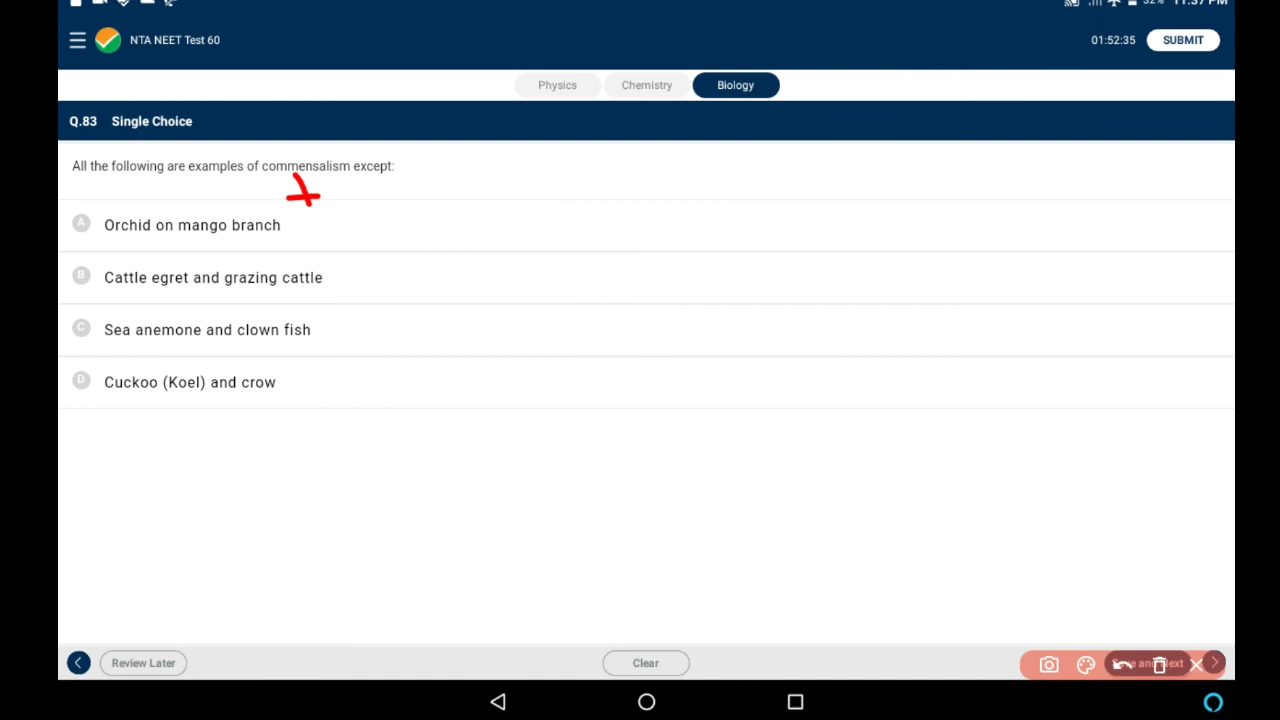 NTA NEET Test 60
01:52:35 SUBMIT
Physics Chemistry Biology
Q.83 Single Choice
All the following are examples of commensalism except:
A Orchid on mango branch
B Cattle egret and grazing cattle
C Sea anemone and clown fish
D Cuckoo (Koel) and crow
Review Later Clear